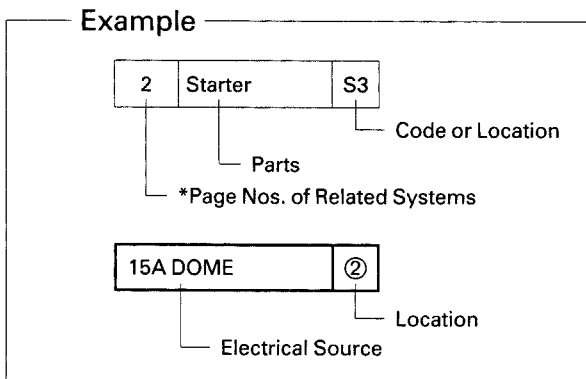 Example
2 Starter S3
Code or Location
Parts
*Page Nos. of Related Systems
15A DOME ②
Location
Electrical Source